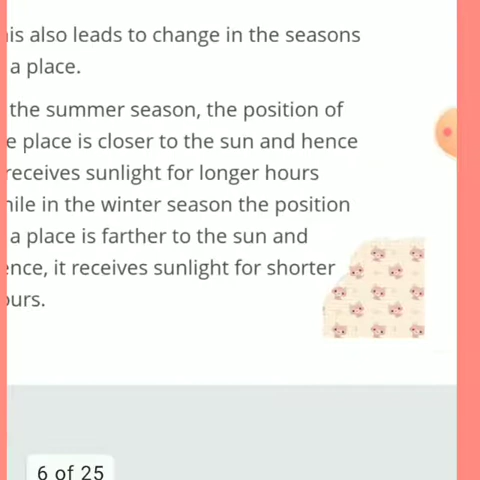 is also leads to change in the seasons
a place.
the summer season, the position of
e place is closer to the sun and hence
receives sunlight for longer hours
hile in the winter season the position
a place is farther to the sun and
ence, it receives sunlight for shorter
ours.
6 of 25